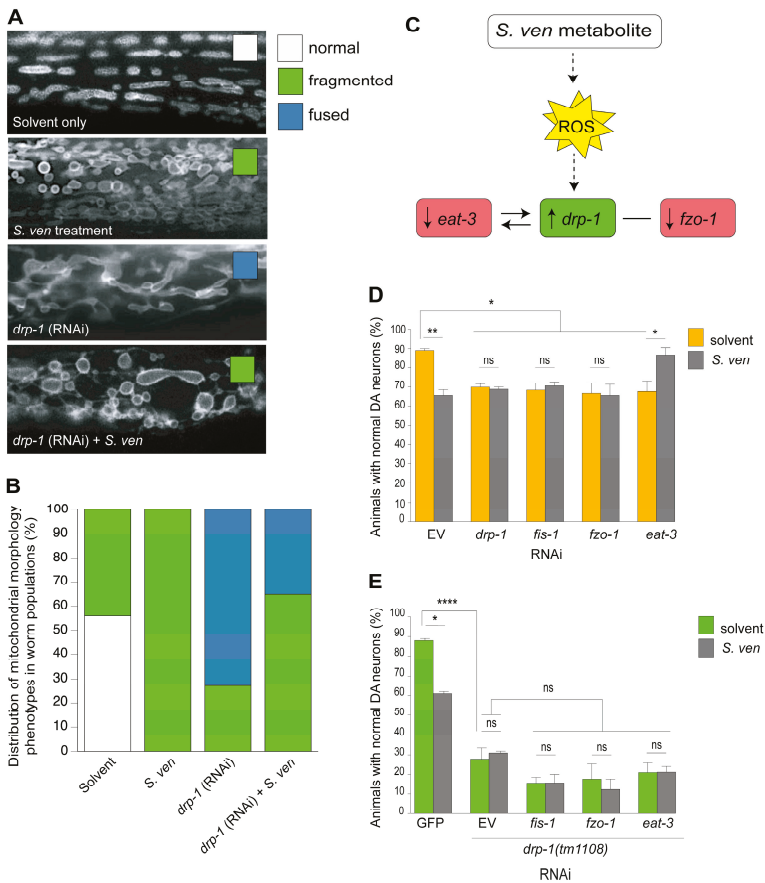 A
Solvent only
S. ven treatment
drp-1 (RNAi)
drp-1 (RNAi) + S. ven
normal
fragmented
fused
B
Distribution of mitochondrial morphology
phenotypes in worm populations (%)
100
90
80
70
60
50
40
30
20
10
0
Solvent
S. ven
drp-1 (RNAi)
drp-1 (RNAi) + S. ven
C
S. ven metabolite
ROS
↓ eat-3
↑ drp-1
↓ fzo-1
D
Animals with normal DA neurons (%)
100
90
80
70
60
50
40
30
20
10
0
*
**
ns
ns
ns
*
solvent
S. ven
EV
drp-1
fis-1
fzo-1
eat-3
RNAi
E
Animals with normal DA neurons (%)
100
90
80
70
60
50
40
30
20
10
0
****
*
ns
ns
ns
ns
ns
solvent
S. ven
GFP
EV
fis-1
fzo-1
eat-3
drp-1(tm1108)
RNAi